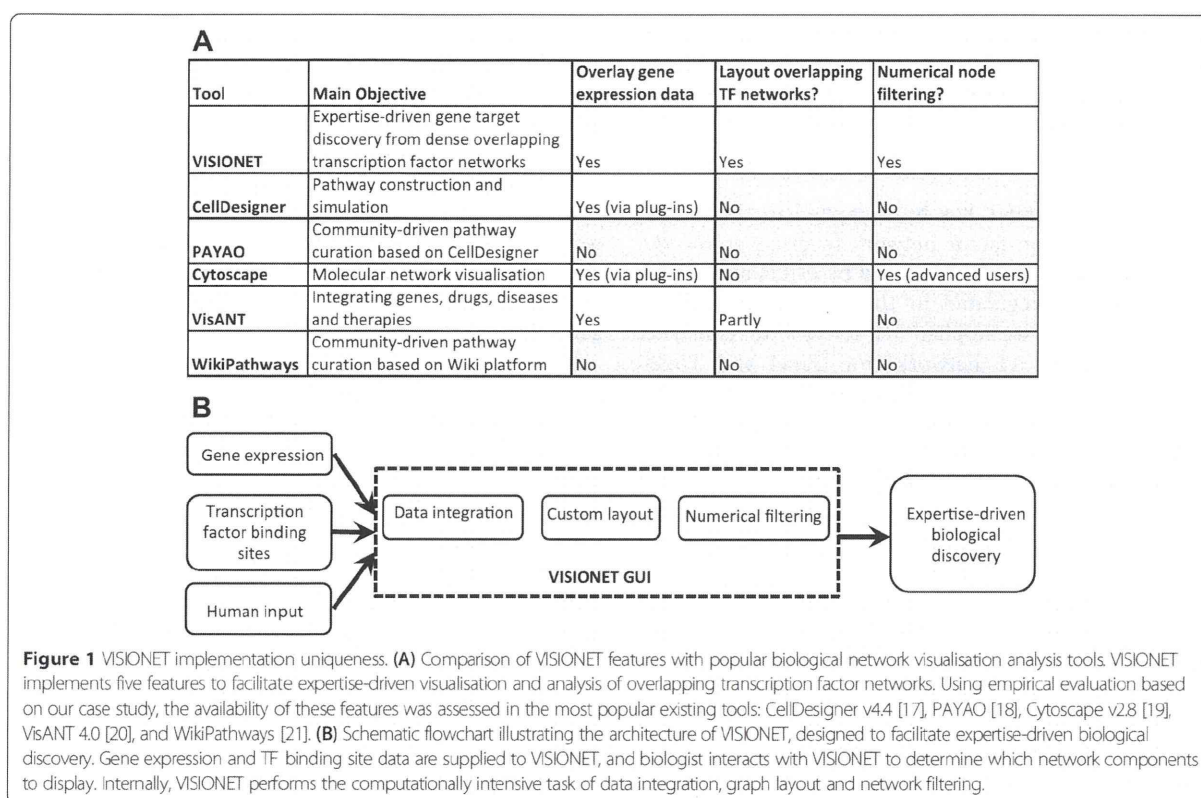 A
Tool
Main Objective
Overlay gene expression data
Layout overlapping TF networks?
Numerical node filtering?
VISIONET
Expertise-driven gene target discovery from dense overlapping transcription factor networks
Yes
Yes
Yes
CellDesigner
Pathway construction and simulation
Yes (via plug-ins)
No
No
PAYAO
Community-driven pathway curation based on CellDesigner
No
No
No
Cytoscape
Molecular network visualisation
Yes (via plug-ins)
No
Yes (advanced users)
VisANT
Integrating genes, drugs, diseases and therapies
Yes
Partly
No
WikiPathways
Community-driven pathway curation based on Wiki platform
No
No
No
B
Gene expression
Transcription factor binding sites
Human input
Data integration
Custom layout
Numerical filtering
VISIONET GUI
Expertise-driven biological discovery
Figure 1 VISIONET implementation uniqueness. (A) Comparison of VISIONET features with popular biological network visualisation analysis tools. VISIONET
implements five features to facilitate expertise-driven visualisation and analysis of overlapping transcription factor networks. Using empirical evaluation based
on our case study, the availability of these features was assessed in the most popular existing tools: CellDesigner v4.4 [17], PAYAO [18], Cytoscape v2.8 [19],
VisANT 4.0 [20], and WikiPathways [21]. (B) Schematic flowchart illustrating the architecture of VISIONET, designed to facilitate expertise-driven biological
discovery. Gene expression and TF binding site data are supplied to VISIONET, and biologist interacts with VISIONET to determine which network components
to display. Internally, VISIONET performs the computationally intensive task of data integration, graph layout and network filtering.